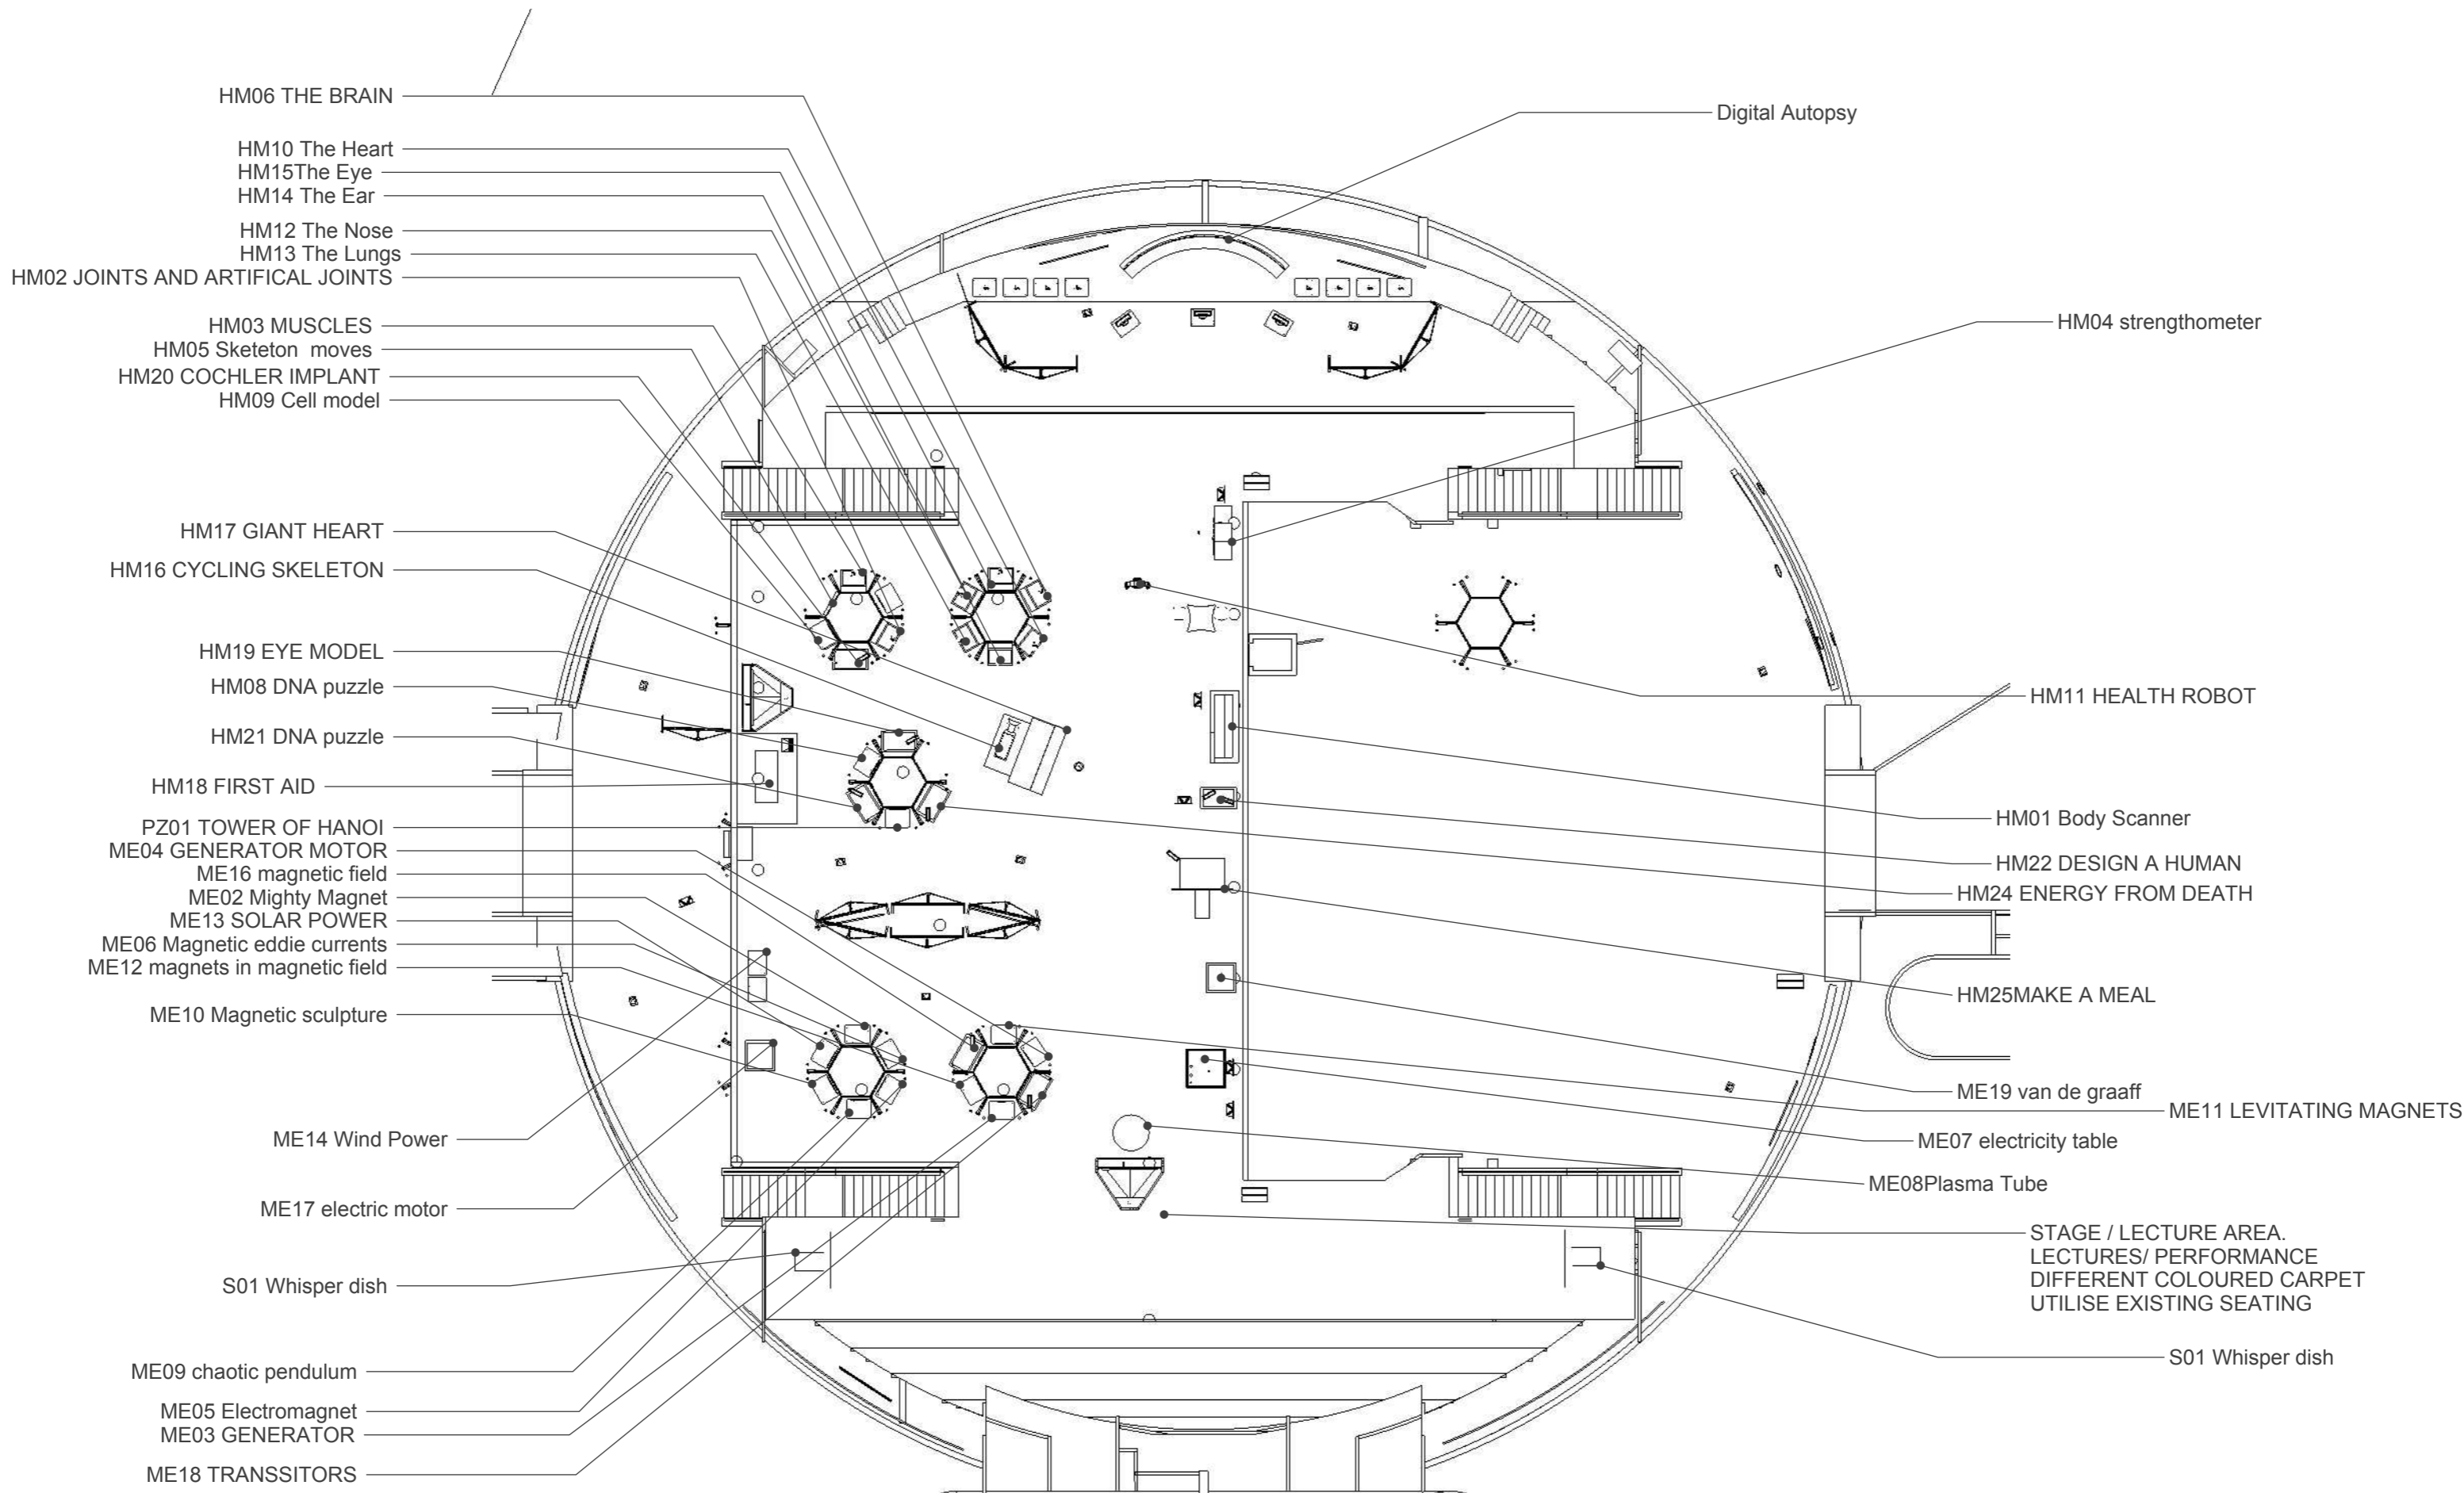 HM06 THE BRAIN
HM10 The Heart
HM15The Eye
HM14 The Ear
HM12 The Nose
HM13 The Lungs
HM02 JOINTS AND ARTIFICAL JOINTS
HM03 MUSCLES
HM05 Sketeton  moves
HM20 COCHLER IMPLANT
HM09 Cell model
HM17 GIANT HEART
HM16 CYCLING SKELETON
HM19 EYE MODEL
HM08 DNA puzzle
HM21 DNA puzzle
HM18 FIRST AID
PZ01 TOWER OF HANOI
ME04 GENERATOR MOTOR
ME16 magnetic field
ME02 Mighty Magnet
ME13 SOLAR POWER
ME06 Magnetic eddie currents
ME12 magnets in magnetic field
ME10 Magnetic sculpture
ME14 Wind Power
ME17 electric motor
S01 Whisper dish
ME09 chaotic pendulum
ME05 Electromagnet
ME03 GENERATOR
ME18 TRANSSITORS
Digital Autopsy
HM04 strengthometer
HM11 HEALTH ROBOT
HM01 Body Scanner
HM22 DESIGN A HUMAN
HM24 ENERGY FROM DEATH
HM25MAKE A MEAL
ME19 van de graaff
ME11 LEVITATING MAGNETS
ME07 electricity table
ME08Plasma Tube
STAGE / LECTURE AREA.
LECTURES/ PERFORMANCE
DIFFERENT COLOURED CARPET
UTILISE EXISTING SEATING
S01 Whisper dish